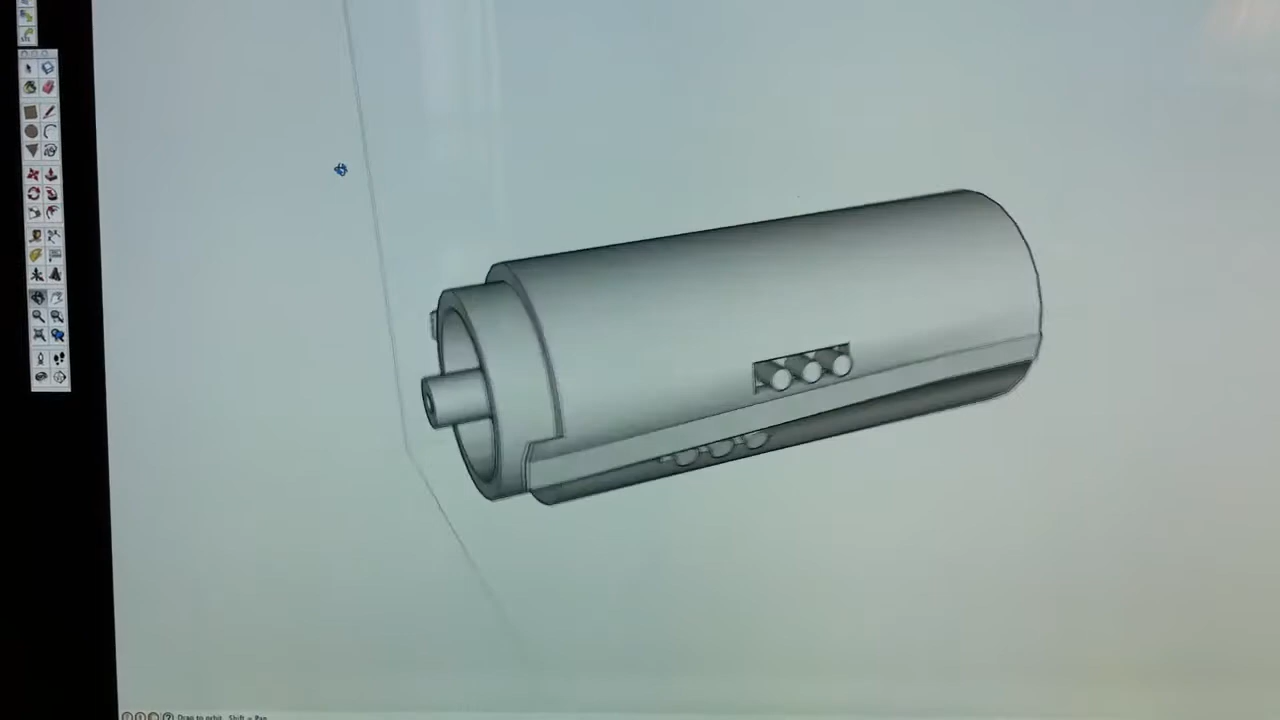 Drag to orbit. Shift = Pan